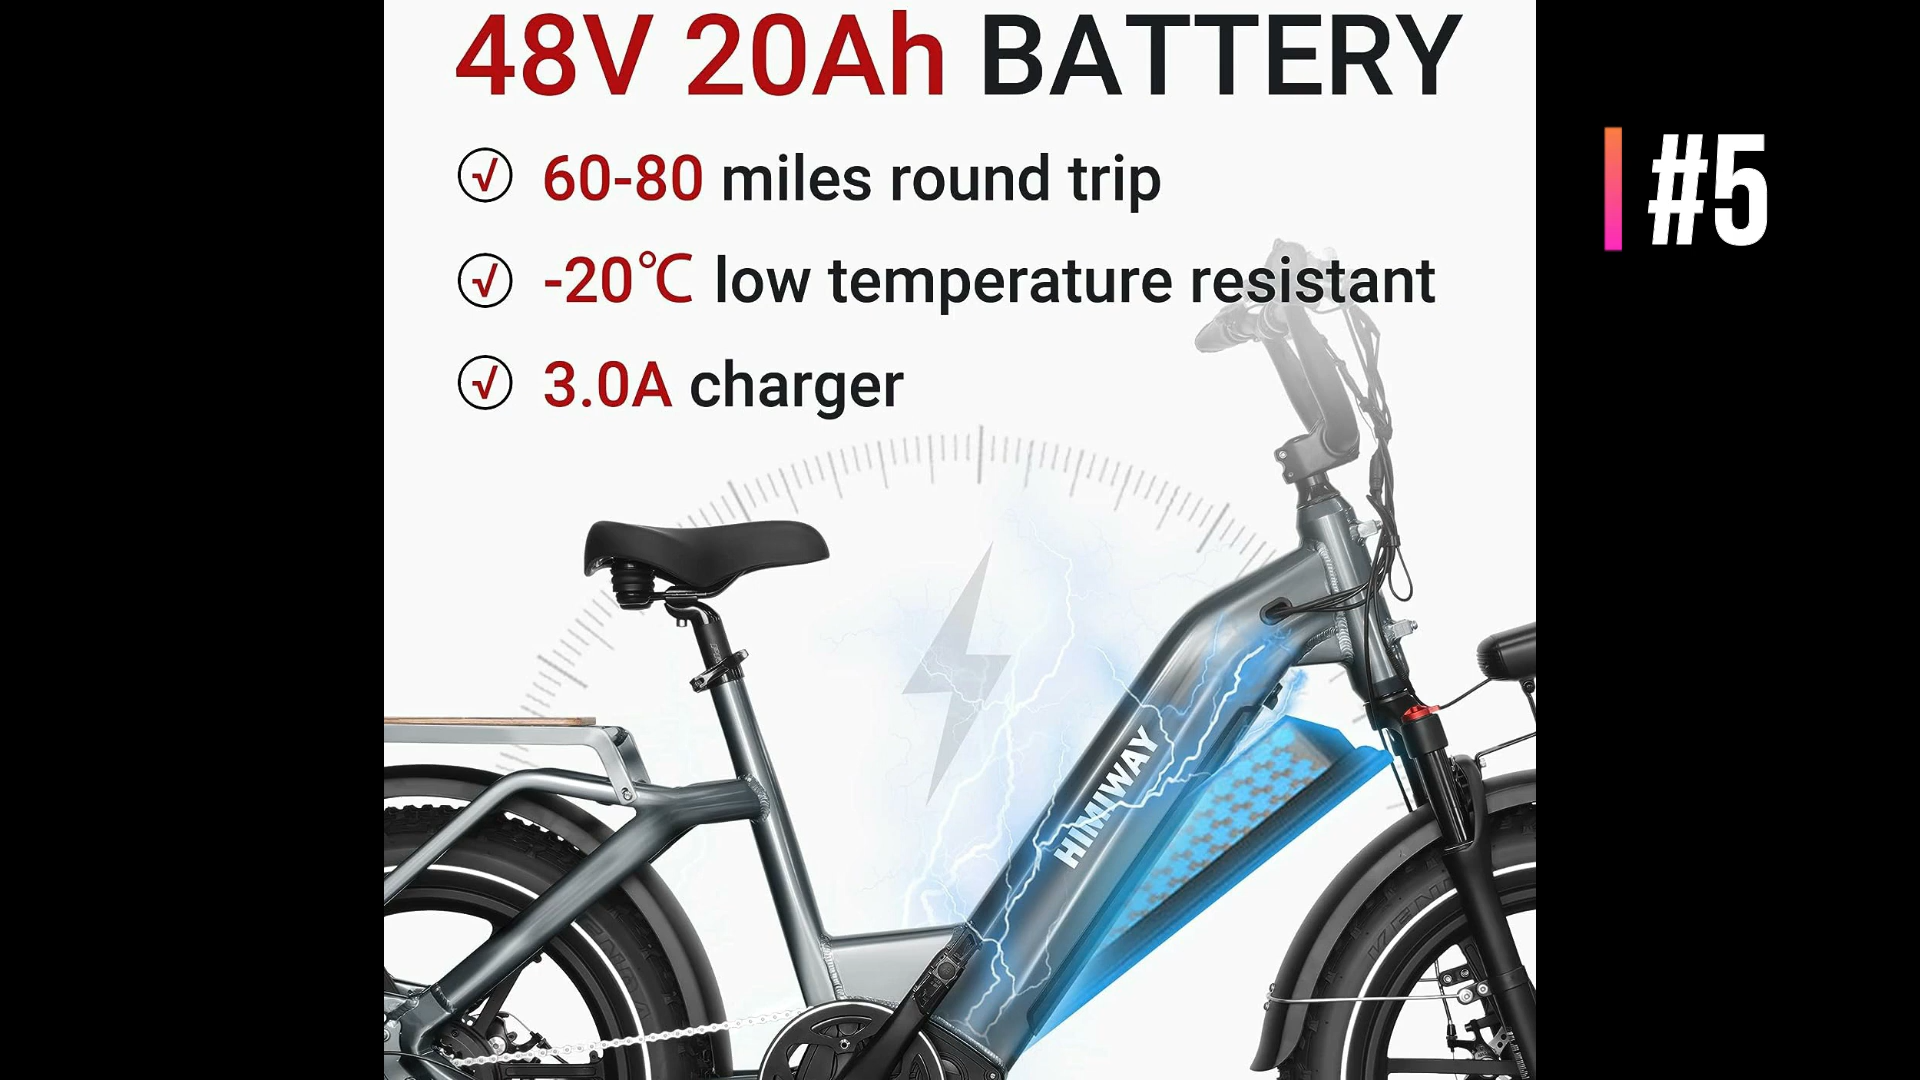 48V 20Ah BATTERY
60-80 miles round trip
-20℃ low temperature resistant
3.0A charger
#5
HIMIWAY